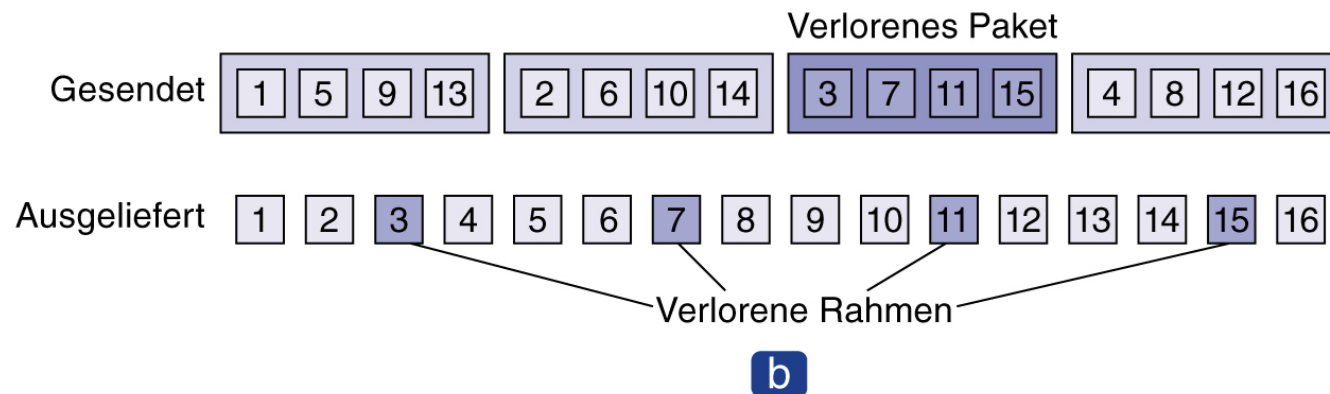 Verlorenes Paket
Gesendet 1 5 9 13 2 6 10 14 3 7 11 15 4 8 12 16
Ausgeliefert 1 2 3 4 5 6 7 8 9 10 11 12 13 14 15 16
Verlorene Rahmen
b